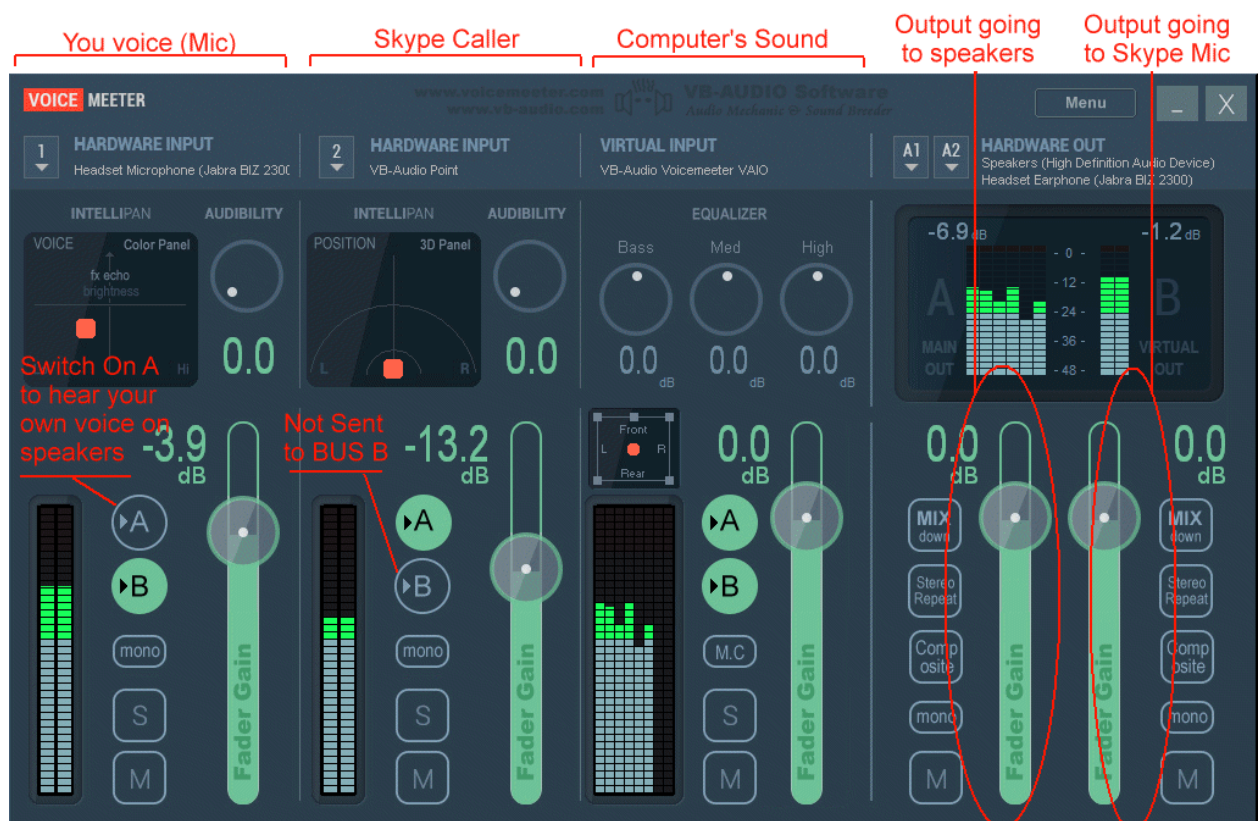 You voice (Mic)
Skype Caller
Computer's Sound
Output going
to speakers
Output going
to Skype Mic
VOICE MEETER
www.voicemeeter.com
www.vb-audio.com
VB-AUDIO Software
Audio Mechanic & Sound Breeder
Menu
_
X
1
HARDWARE INPUT
Headset Microphone (Jabra BIZ 230
2
HARDWARE INPUT
VB-Audio Point
VIRTUAL INPUT
VB-Audio Voicemeeter VAIO
A1
A2
HARDWARE OUT
Speakers (High Definition Audio Device)
Headset Earphone (Jabra BIZ 2300)
INTELLIPAN
AUDIBILITY
VOICE
Color Panel
fx echo
brightness
Hi
0.0
INTELLIPAN
AUDIBILITY
POSITION
3D Panel
L
R
0.0
EQUALIZER
Bass
Med
High
0.0
dB
0.0
dB
0.0
dB
-6.9 dB
-1.2 dB
- 0 -
- 12 -
- 24 -
- 36 -
- 48 -
A
MAIN
OUT
B
VIRTUAL
OUT
Switch On A
to hear your
own voice on
speakers
-3.9
dB
A
B
mono
S
M
Fader Gain
Not Sent
to BUS B
-13.2
dB
A
B
mono
S
M
Fader Gain
Front
L
R
Rear
0.0
dB
A
B
M.C
S
M
Fader Gain
0.0
dB
MIX
down
Stereo
Repeat
Comp
osite
mono
M
Fader Gain
Fader Gain
0.0
dB
MIX
down
Stereo
Repeat
Comp
osite
mono
M